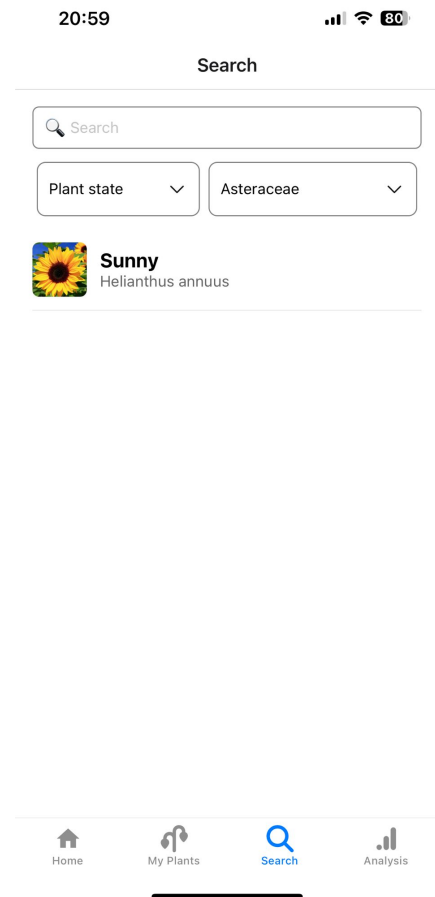 20:59
80
Search
Search
Plant state
Asteraceae
Sunny
Helianthus annuus
Home
My Plants
Search
Analysis